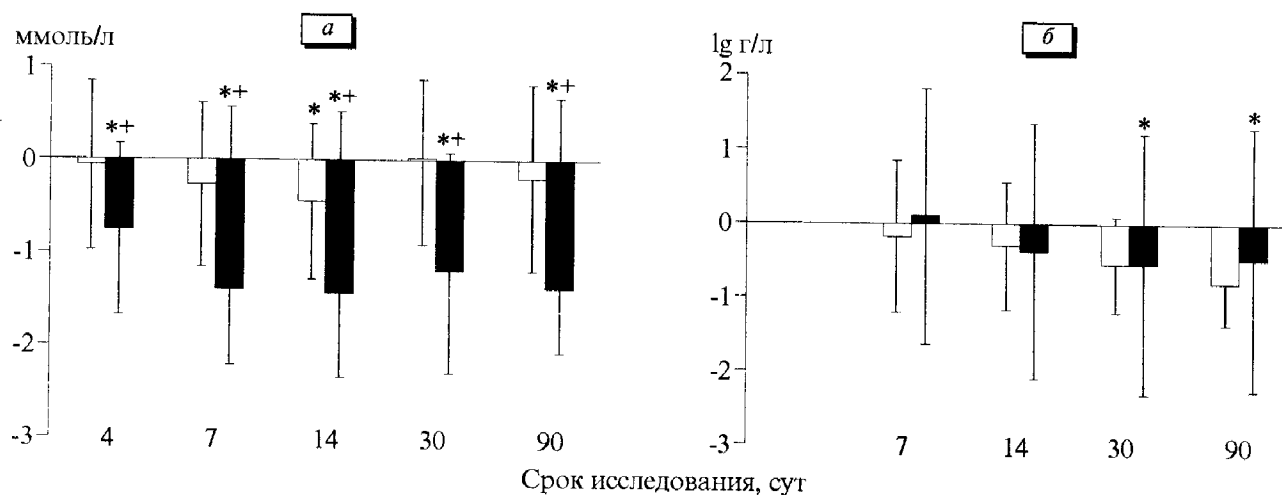 а
ммоль/л
1
0
-1
-2
-3
*+
*+
*
*+
*+
*+
4 7 14 30 90
б
lg г/л
2
1
0
-1
-2
-3
*
*
7 14 30 90
Срок исследования, сут